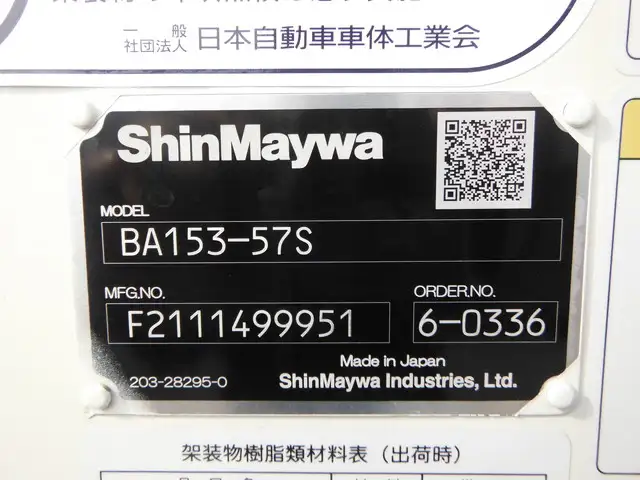 一般
社団法人 日本自動車車体工業会
ShinMaywa
MODEL
BA153-57S
MFG.NO. ORDER.NO.
F2111499951 6-0336
Made in Japan
203-28295-0 ShinMaywa Industries, Ltd.
架装物樹脂類材料表（出荷時）